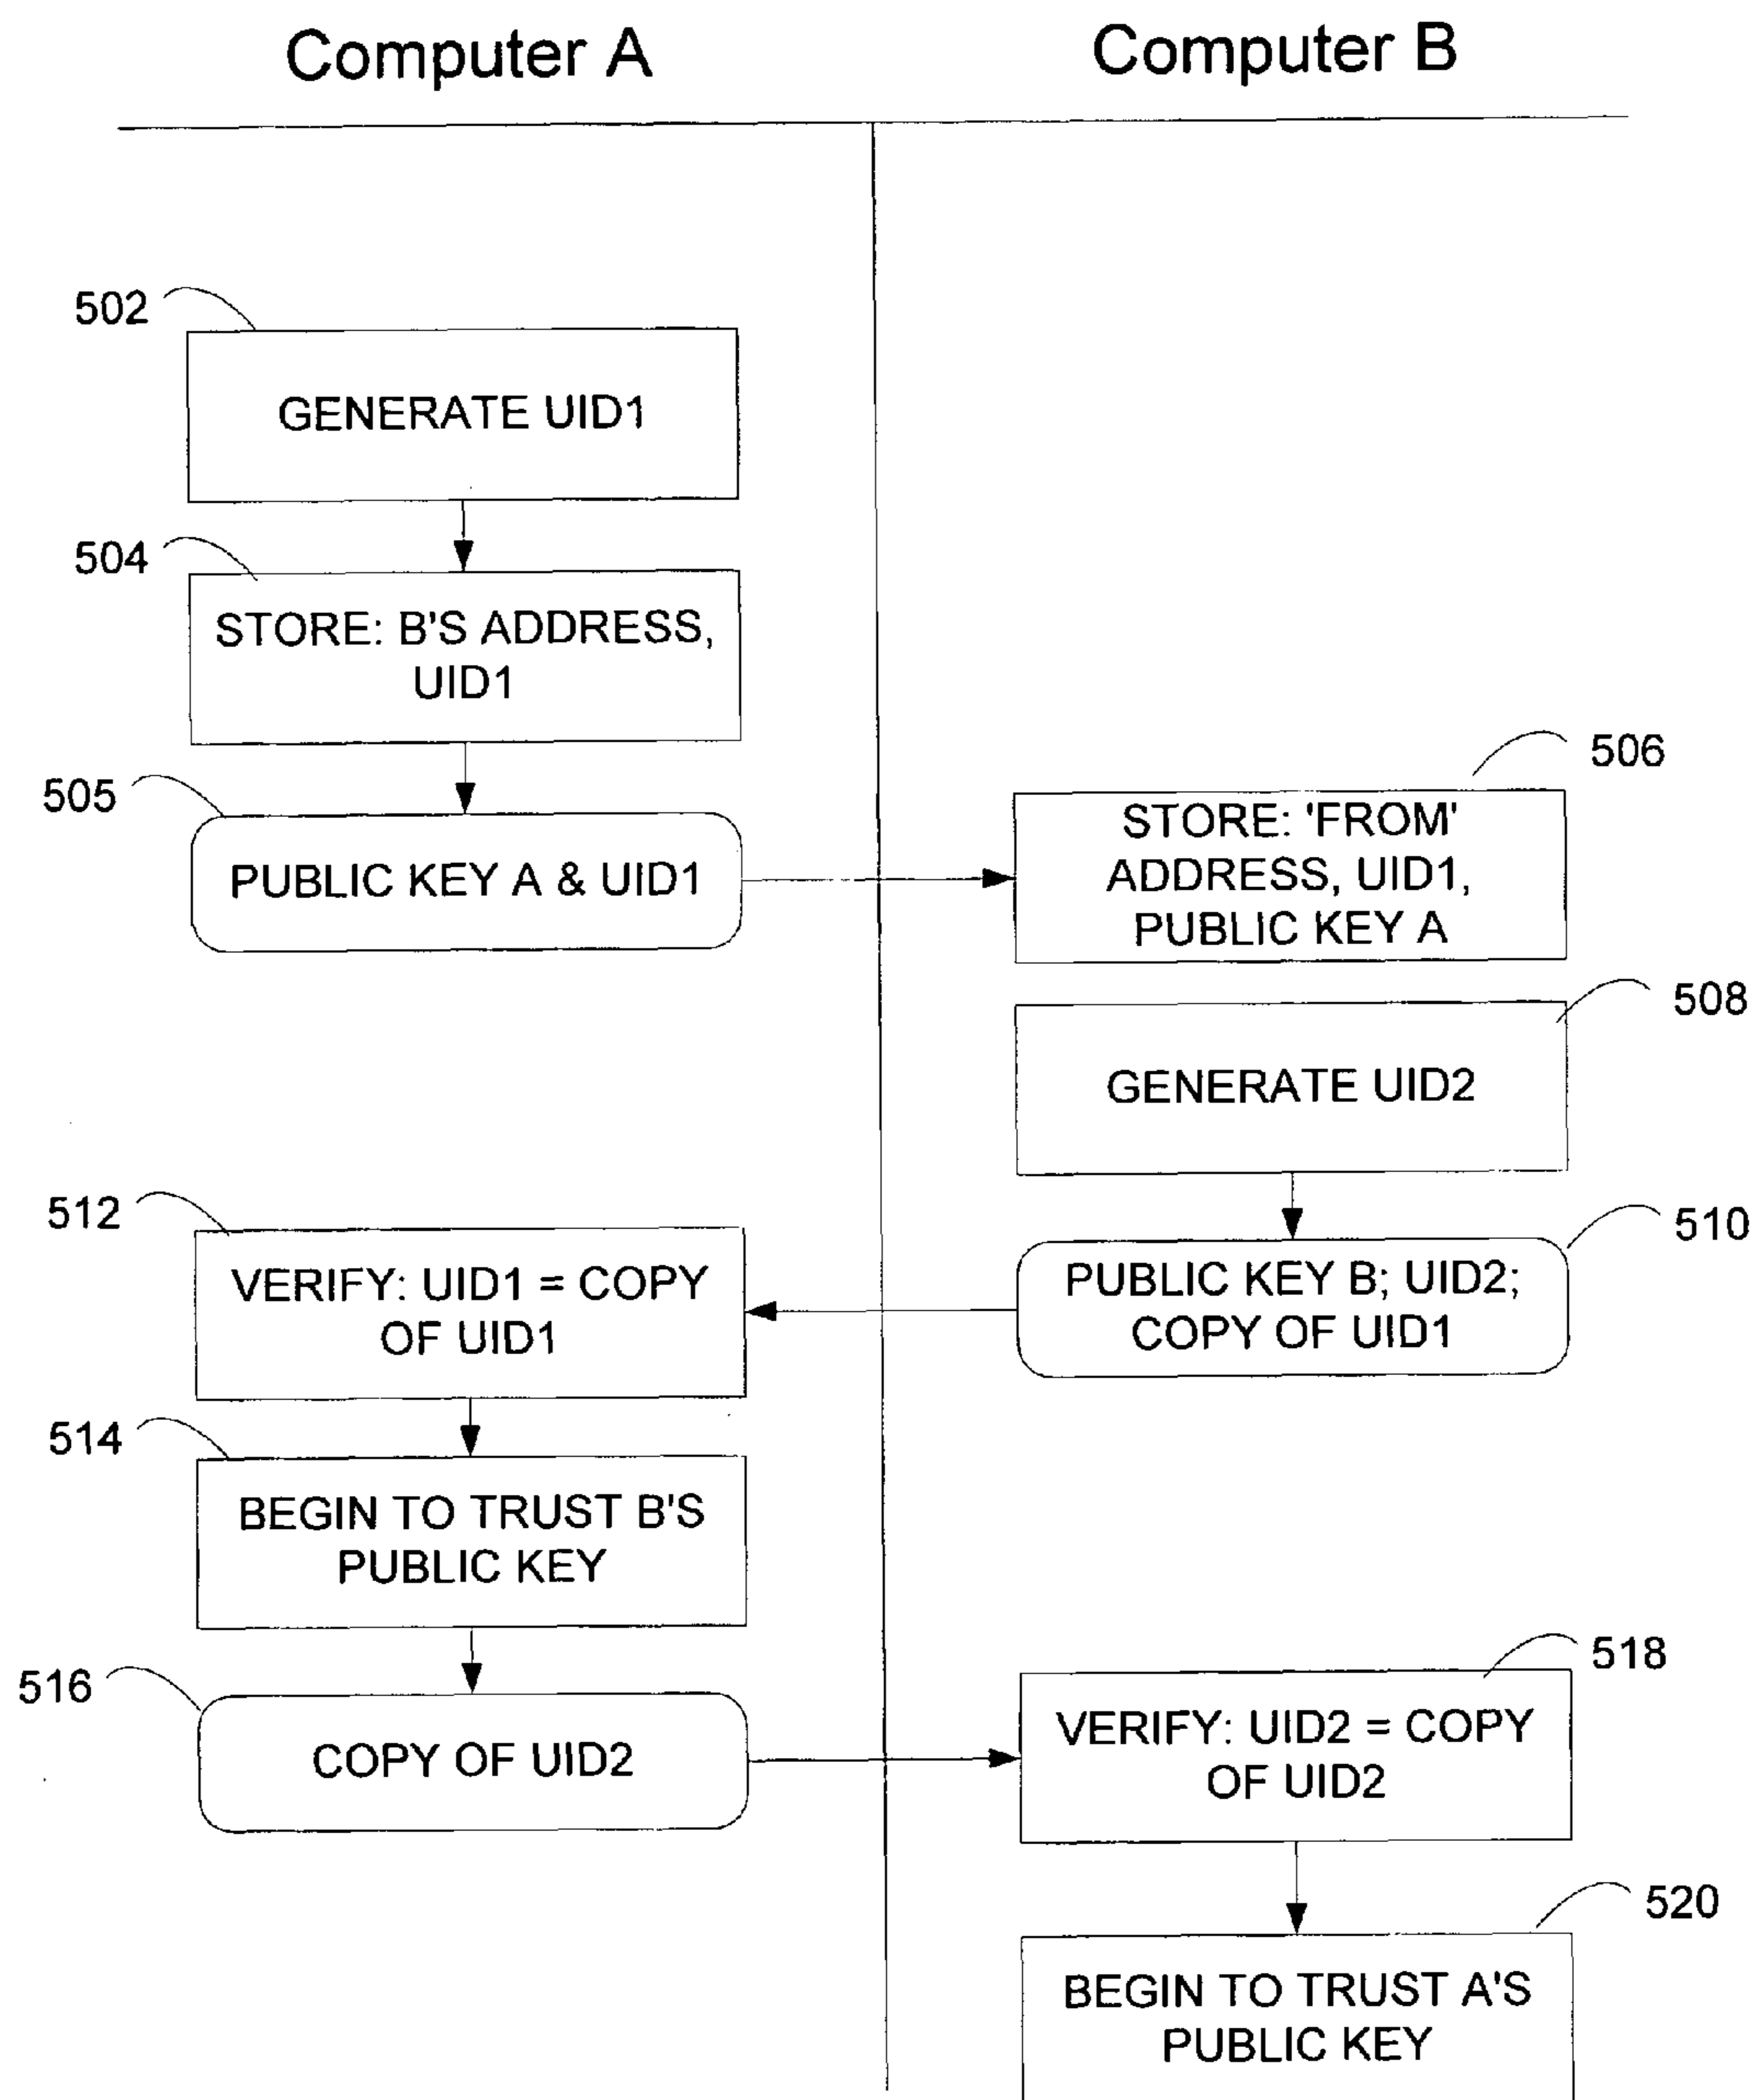 Computer A
Computer B
502
GENERATE UID1
504
STORE: B'S ADDRESS,
UID1
505
PUBLIC KEY A & UID1
506
STORE: 'FROM'
ADDRESS, UID1,
PUBLIC KEY A
508
GENERATE UID2
510
PUBLIC KEY B; UID2;
COPY OF UID1
512
VERIFY: UID1 = COPY
OF UID1
514
BEGIN TO TRUST B'S
PUBLIC KEY
516
COPY OF UID2
518
VERIFY: UID2 = COPY
OF UID2
520
BEGIN TO TRUST A'S
PUBLIC KEY